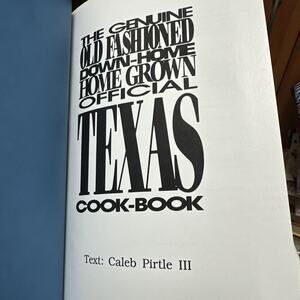 THE GENUINE
OLD FASHIONED
DOWN-HOME
HOME GROWN
OFFICIAL
TEXAS
COOK-BOOK
Text: Caleb Pirtle III